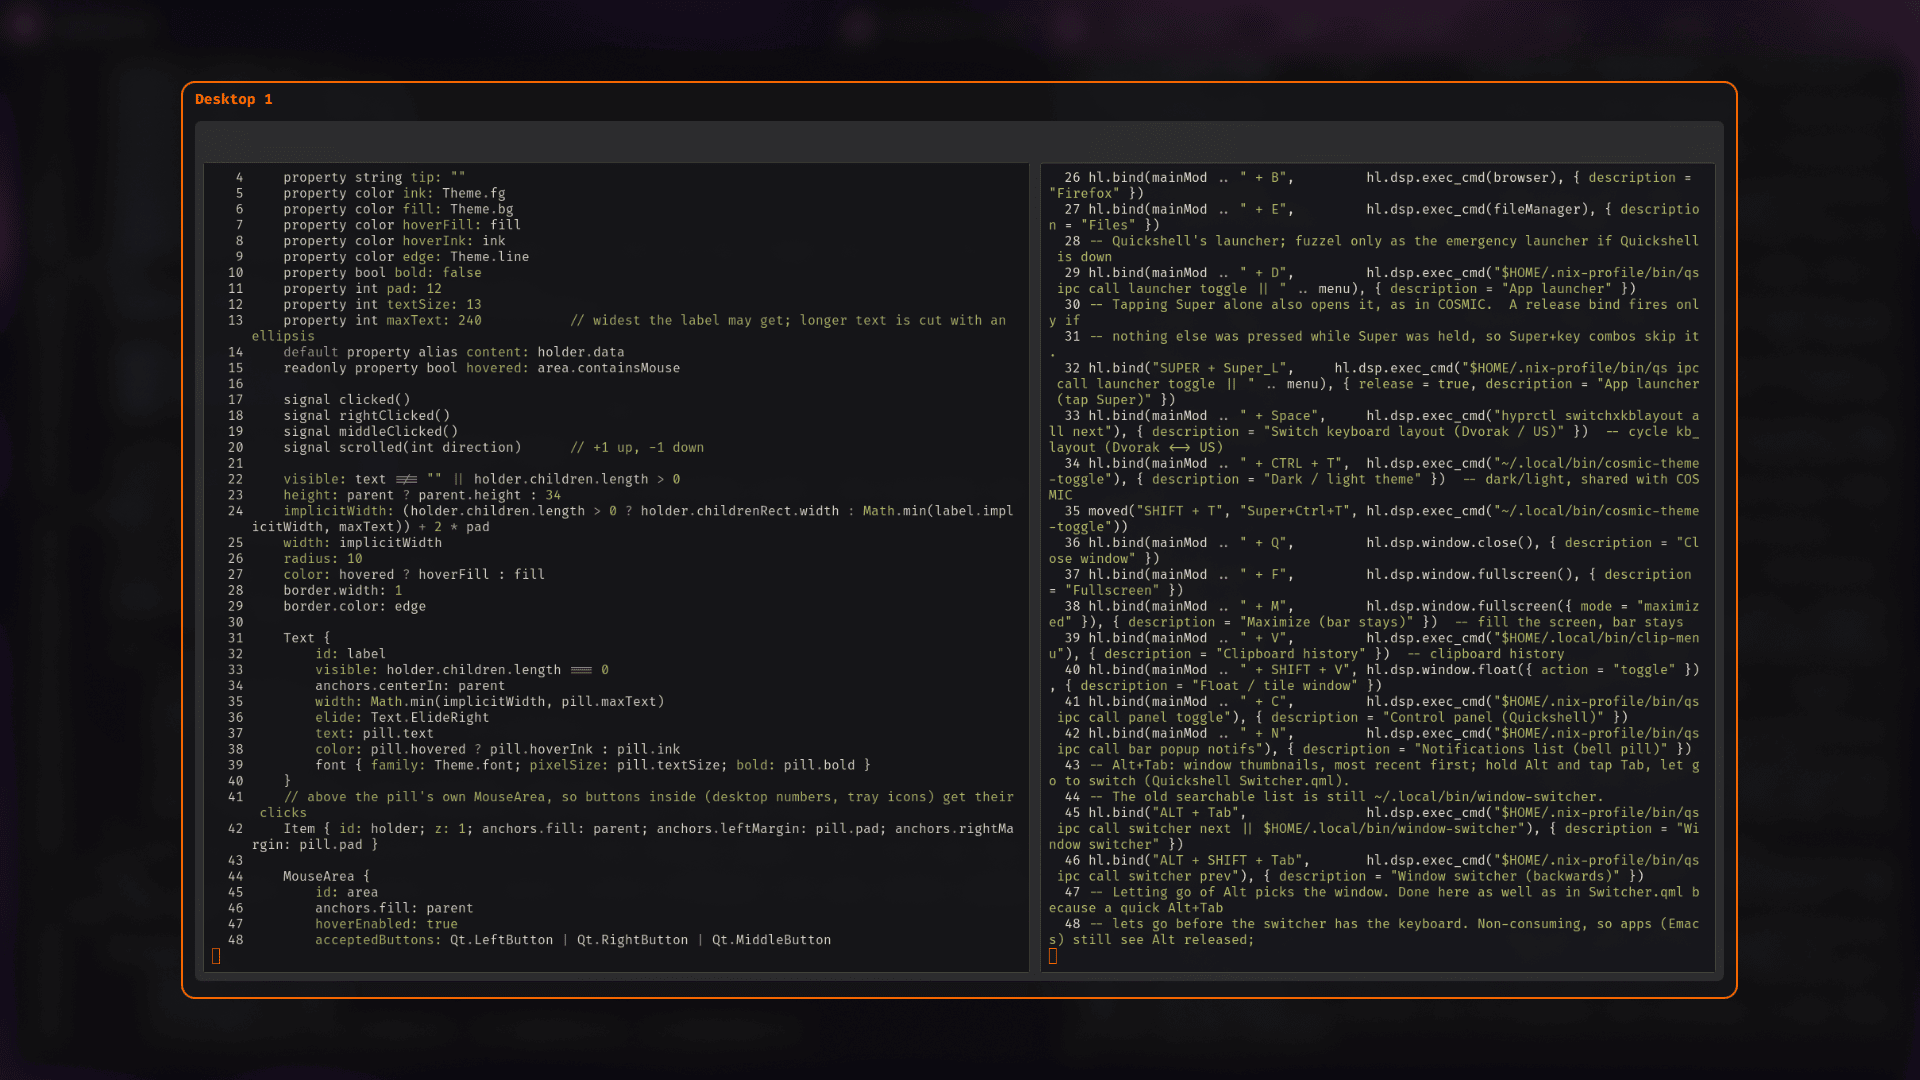 Desktop 1
4     property string tip: ""
5     property color ink: Theme.fg
6     property color fill: Theme.bg
7     property color hoverFill: fill
8     property color hoverInk: ink
9     property color edge: Theme.line
10     property bool bold: false
11     property int pad: 12
12     property int textSize: 13
13     property int maxText: 240           // widest the label may get; longer text is cut with an
ellipsis
14     default property alias content: holder.data
15     readonly property bool hovered: area.containsMouse
16
17     signal clicked()
18     signal rightClicked()
19     signal middleClicked()
20     signal scrolled(int direction)      // +1 up, -1 down
21
22     visible: text !== "" || holder.children.length > 0
23     height: parent ? parent.height : 34
24     implicitWidth: (holder.children.length > 0 ? holder.childrenRect.width : Math.min(label.impl
icitWidth, maxText)) + 2 * pad
25     width: implicitWidth
26     radius: 10
27     color: hovered ? hoverFill : fill
28     border.width: 1
29     border.color: edge
30
31     Text {
32         id: label
33         visible: holder.children.length === 0
34         anchors.centerIn: parent
35         width: Math.min(implicitWidth, pill.maxText)
36         elide: Text.ElideRight
37         text: pill.text
38         color: pill.hovered ? pill.hoverInk : pill.ink
39         font { family: Theme.font; pixelSize: pill.textSize; bold: pill.bold }
40     }
41     // above the pill's own MouseArea, so buttons inside (desktop numbers, tray icons) get their
clicks
42     Item { id: holder; z: 1; anchors.fill: parent; anchors.leftMargin: pill.pad; anchors.rightMa
rgin: pill.pad }
43
44     MouseArea {
45         id: area
46         anchors.fill: parent
47         hoverEnabled: true
48         acceptedButtons: Qt.LeftButton | Qt.RightButton | Qt.MiddleButton
26 hl.bind(mainMod .. " + B",         hl.dsp.exec_cmd(browser), { description =
"Firefox" })
27 hl.bind(mainMod .. " + E",         hl.dsp.exec_cmd(fileManager), { descriptio
n = "Files" })
28 -- Quickshell's launcher; fuzzel only as the emergency launcher if Quickshell
is down
29 hl.bind(mainMod .. " + D",         hl.dsp.exec_cmd("$HOME/.nix-profile/bin/qs
ipc call launcher toggle || " .. menu), { description = "App launcher" })
30 -- Tapping Super alone also opens it, as in COSMIC.  A release bind fires onl
y if
31 -- nothing else was pressed while Super was held, so Super+key combos skip it
.
32 hl.bind("SUPER + Super_L",     hl.dsp.exec_cmd("$HOME/.nix-profile/bin/qs ipc
call launcher toggle || " .. menu), { release = true, description = "App launcher
(tap Super)" })
33 hl.bind(mainMod .. " + Space",     hl.dsp.exec_cmd("hyprctl switchxkblayout a
ll next"), { description = "Switch keyboard layout (Dvorak / US)" })  -- cycle kb_
layout (Dvorak <-> US)
34 hl.bind(mainMod .. " + CTRL + T",  hl.dsp.exec_cmd("~/.local/bin/cosmic-theme
-toggle"), { description = "Dark / light theme" })  -- dark/light, shared with COS
MIC
35 moved("SHIFT + T", "Super+Ctrl+T", hl.dsp.exec_cmd("~/.local/bin/cosmic-theme
-toggle"))
36 hl.bind(mainMod .. " + Q",         hl.dsp.window.close(), { description = "Cl
ose window" })
37 hl.bind(mainMod .. " + F",         hl.dsp.window.fullscreen(), { description
= "Fullscreen" })
38 hl.bind(mainMod .. " + M",         hl.dsp.window.fullscreen({ mode = "maximiz
ed" }), { description = "Maximize (bar stays)" })  -- fill the screen, bar stays
39 hl.bind(mainMod .. " + V",         hl.dsp.exec_cmd("$HOME/.local/bin/clip-men
u"), { description = "Clipboard history" })  -- clipboard history
40 hl.bind(mainMod .. " + SHIFT + V", hl.dsp.window.float({ action = "toggle" })
, { description = "Float / tile window" })
41 hl.bind(mainMod .. " + C",         hl.dsp.exec_cmd("$HOME/.nix-profile/bin/qs
ipc call panel toggle"), { description = "Control panel (Quickshell)" })
42 hl.bind(mainMod .. " + N",         hl.dsp.exec_cmd("$HOME/.nix-profile/bin/qs
ipc call bar popup notifs"), { description = "Notifications list (bell pill)" })
43 -- Alt+Tab: window thumbnails, most recent first; hold Alt and tap Tab, let g
o to switch (Quickshell Switcher.qml).
44 -- The old searchable list is still ~/.local/bin/window-switcher.
45 hl.bind("ALT + Tab",               hl.dsp.exec_cmd("$HOME/.nix-profile/bin/qs
ipc call switcher next || $HOME/.local/bin/window-switcher"), { description = "Wi
ndow switcher" })
46 hl.bind("ALT + SHIFT + Tab",       hl.dsp.exec_cmd("$HOME/.nix-profile/bin/qs
ipc call switcher prev"), { description = "Window switcher (backwards)" })
47 -- Letting go of Alt picks the window. Done here as well as in Switcher.qml b
ecause a quick Alt+Tab
48 -- lets go before the switcher has the keyboard. Non-consuming, so apps (Emac
s) still see Alt released;